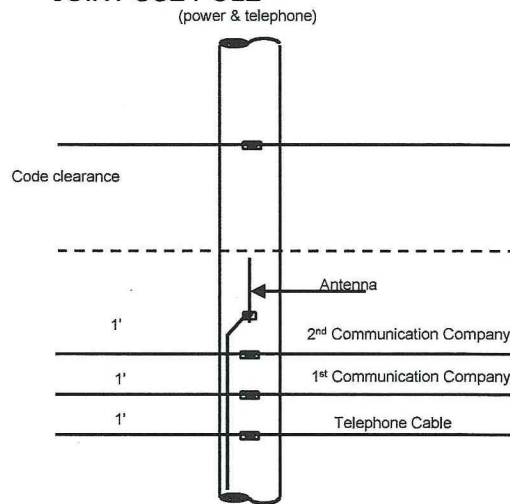 (power & telephone)
Code clearance
Antenna
1'
2nd Communication Company
1'
1st Communication Company
1'
Telephone Cable